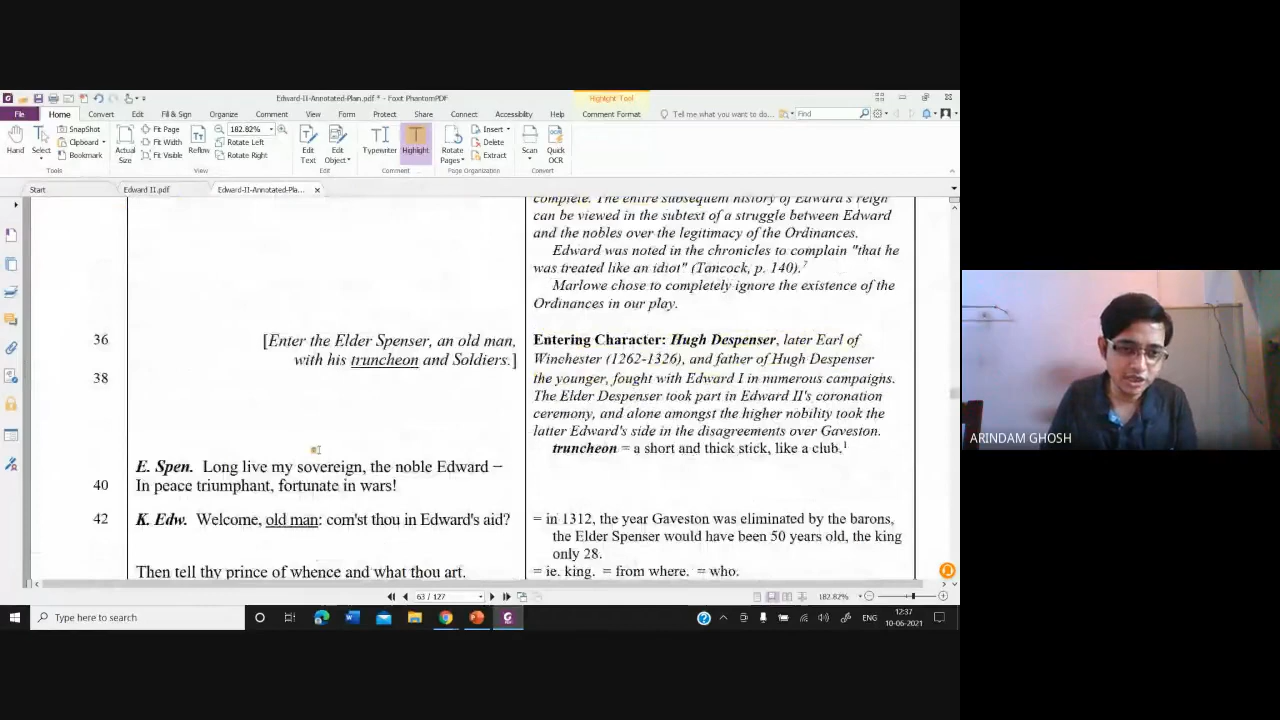 Edward-II-Annotated-Plan.pdf * - Foxit PhantomPDF
Highlight Tool
File Home Convert Edit Fill & Sign Organize Comment View Form Protect Share Connect Accessibility Help Comment Format Tell me what you want to do... Find
Hand
Select
SnapShot
Clipboard
Bookmark
Actual Size
Fit Page
Fit Width
Fit Visible
Reflow
182.82%
Rotate Left
Rotate Right
Edit Text
Edit Object
Typewriter
Highlight
Rotate Pages
Insert
Delete
Extract
Scan
Quick OCR
Tools View Edit Comment Page Organization Convert
Start Edward II.pdf Edward-II-Annotated-Plan...
complete. The entire subsequent history of Edward's reign
can be viewed in the subtext of a struggle between Edward
and the nobles over the legitimacy of the Ordinances.
Edward was noted in the chronicles to complain "that he
was treated like an idiot" (Tancock, p. 140).7
Marlowe chose to completely ignore the existence of the
Ordinances in our play.
36 [Enter the Elder Spenser, an old man,
with his truncheon and Soldiers.]
38
Entering Character: Hugh Despenser, later Earl of
Winchester (1262-1326), and father of Hugh Despenser
the younger, fought with Edward I in numerous campaigns.
The Elder Despenser took part in Edward II's coronation
ceremony, and alone amongst the higher nobility took the
latter Edward's side in the disagreements over Gaveston.
truncheon = a short and thick stick, like a club.1
E. Spen. Long live my sovereign, the noble Edward –
40 In peace triumphant, fortunate in wars!
42 K. Edw. Welcome, old man: com'st thou in Edward's aid?
= in 1312, the year Gaveston was eliminated by the barons,
the Elder Spenser would have been 50 years old, the king
only 28.
Then tell thy prince of whence and what thou art.
= ie. king. = from where. = who.
63 / 127
182.82%
Type here to search
ENG
12:37
10-06-2021
ARINDAM GHOSH